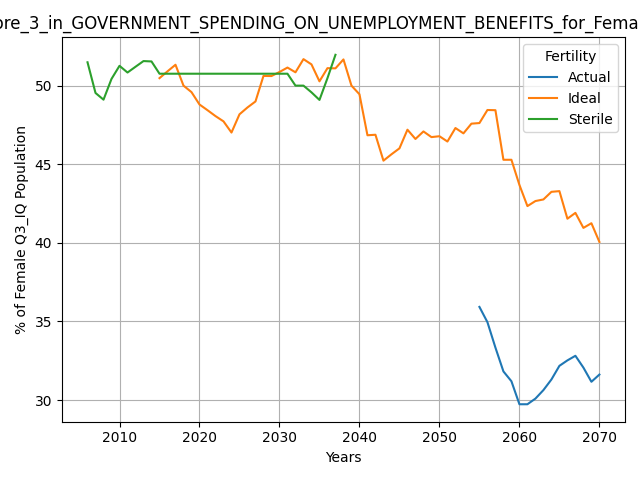 ore_3_in_GOVERNMENT_SPENDING_ON_UNEMPLOYMENT_BENEFITS_for_Fema
Fertility
Actual
Ideal
Sterile
% of Female Q3_IQ Population
50
45
40
35
30
2010 2020 2030 2040 2050 2060 2070
Years